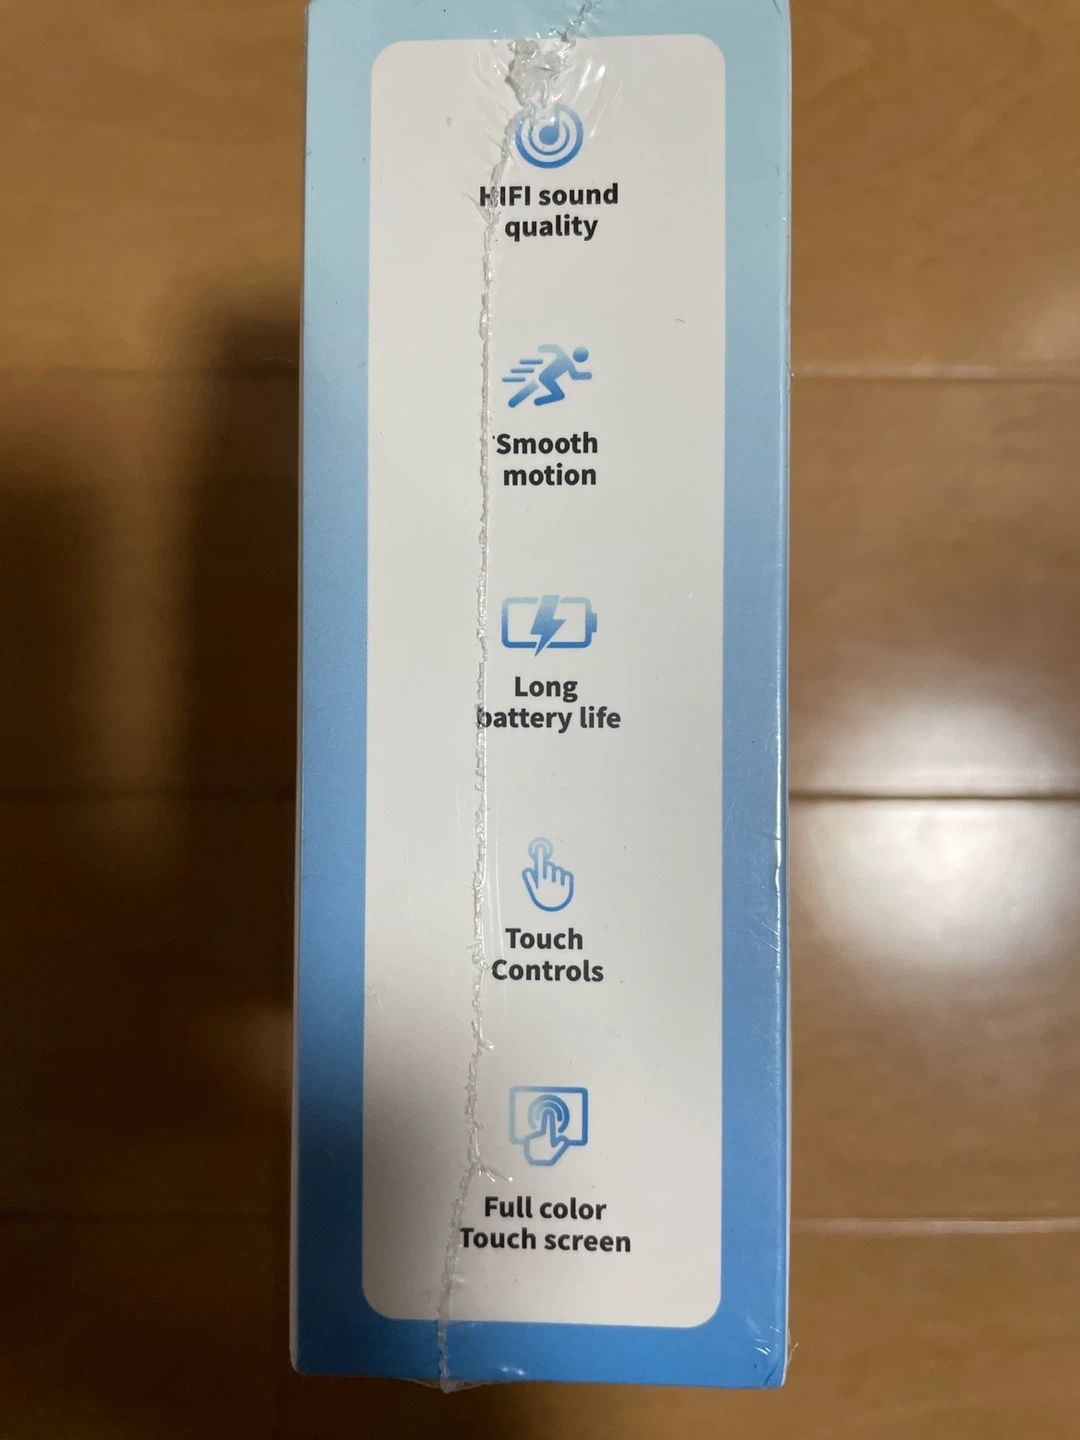 HIFI sound
quality
Smooth
motion
Long
battery life
Touch
Controls
Full color
Touch screen